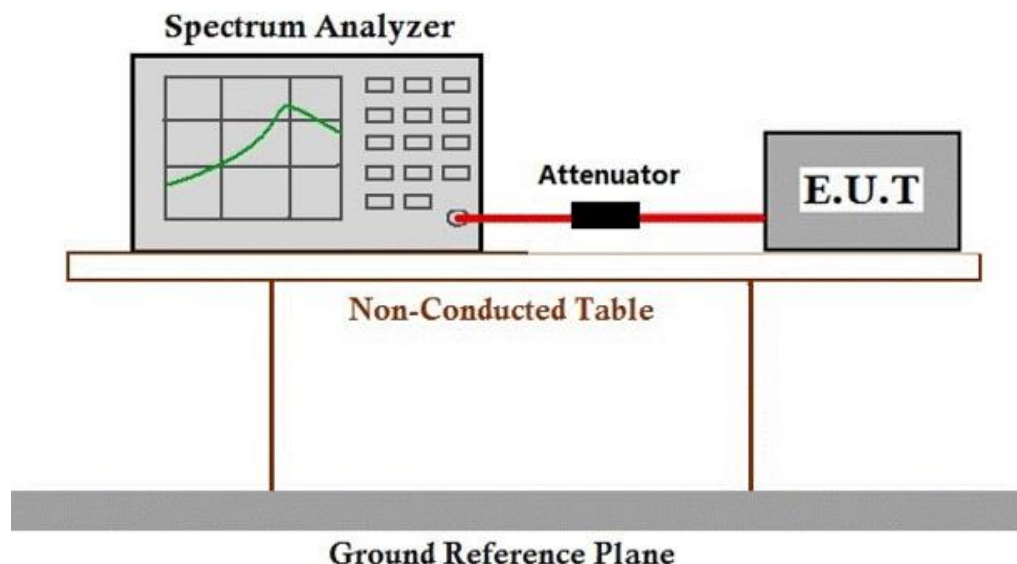 Spectrum Analyzer
Attenuator
E.U.T
Non-Conducted Table
Ground Reference Plane